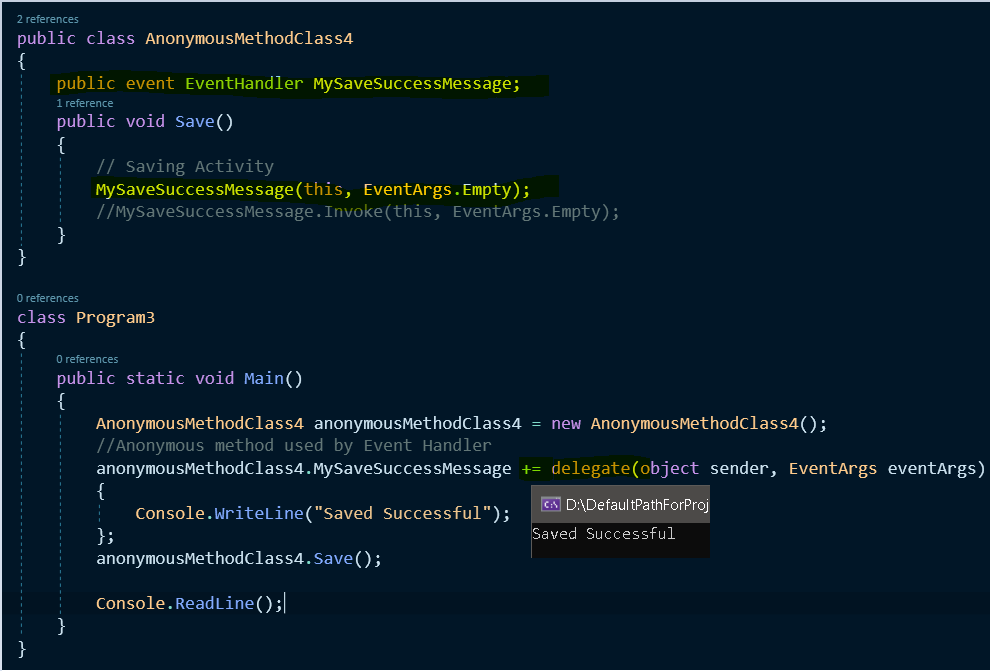 2 references
public class AnonymousMethodClass4
{
public event EventHandler MySaveSuccessMessage;
1 reference
public void Save()
{
// Saving Activity
MySaveSuccessMessage(this, EventArgs.Empty);
//MySaveSuccessMessage.Invoke(this, EventArgs.Empty);
}
}
0 references
class Program3
{
0 references
public static void Main()
{
AnonymousMethodClass4 anonymousMethodClass4 = new AnonymousMethodClass4();
//Anonymous method used by Event Handler
anonymousMethodClass4.MySaveSuccessMessage += delegate(object sender, EventArgs eventArgs)
{
Console.WriteLine("Saved Successful");
};
anonymousMethodClass4.Save();
Console.ReadLine();
}
}
C:\ D:\DefaultPathForProj
Saved Successful